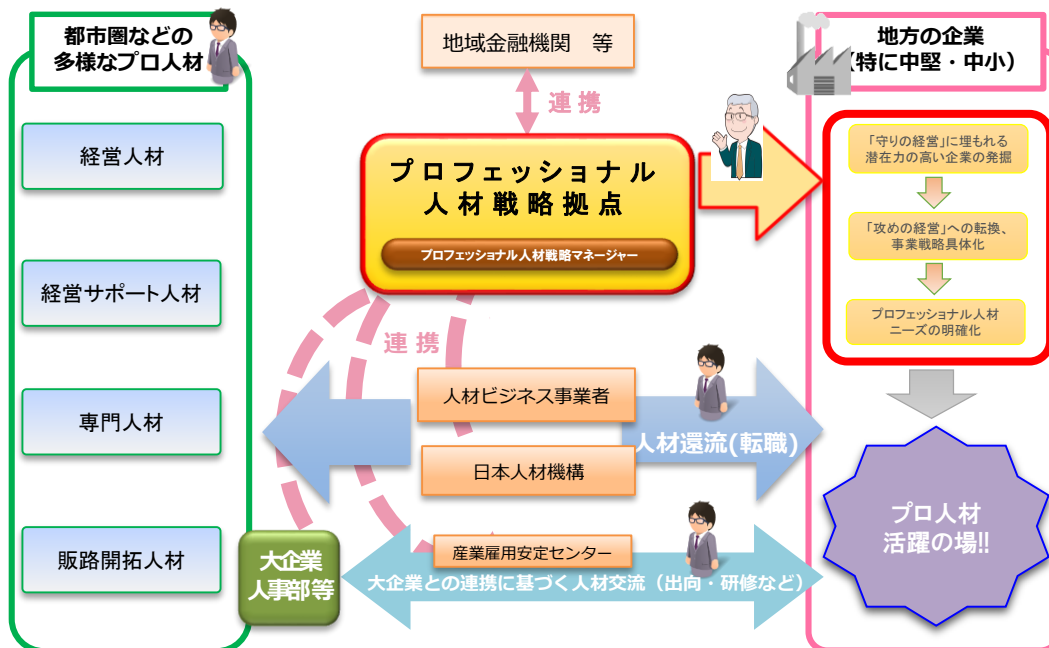 都市圏などの
多様なプロ人材
経営人材
経営サポート人材
専門人材
販路開拓人材
大企業
人事部等
地域金融機関　等
連携
プロフェッショナル
人材戦略拠点
プロフェッショナル人材戦略マネージャー
連携
人材ビジネス事業者
日本人材機構
人材還流(転職)
産業雇用安定センター
大企業との連携に基づく人材交流（出向・研修など）
地方の企業
（特に中堅・中小）
「守りの経営」に埋もれる
潜在力の高い企業の発掘
「攻めの経営」への転換、
事業戦略具体化
プロフェッショナル人材
ニーズの明確化
プロ人材
活躍の場!!